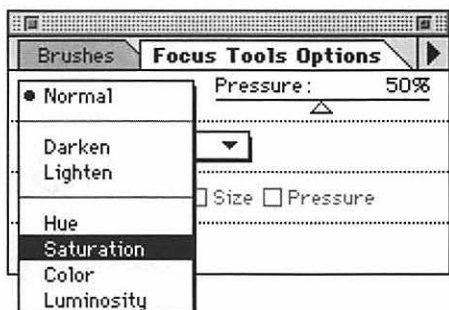 Brushes Focus Tools Options
Normal Pressure: 50%
Darken
Lighten
Size Pressure
Hue
Saturation
Color
Luminosity